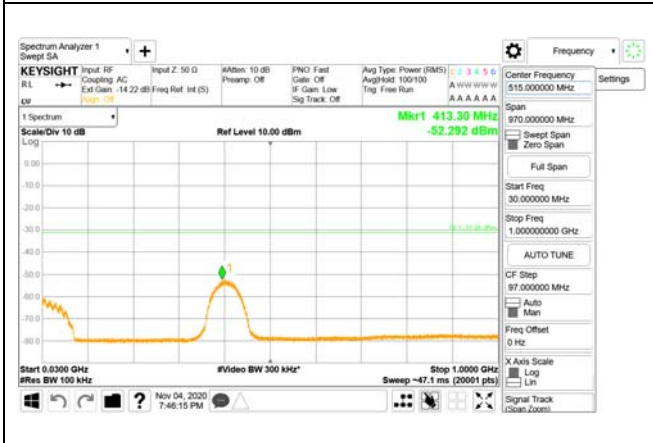 Spectrum Analyzer 1
Swept SA
Frequency
KEYSIGHT
Input: RF
Coupling: AC
Ext Gain: -14.22 dB
Align: Off
Input Z: 50 Ω
Freq Ref: Int (S)
#Atten: 10 dB
Preamp: Off
PNO: Fast
Gate: Off
IF Gain: Low
Sig Track: Off
Avg Type: Power (RMS)
Avg|Hold: 100/100
Trig: Free Run
1 2 3 4 5 6
A W W W W W
A A A A A A
RL
1 Spectrum
Scale/Div 10 dB
Log
Ref Level 10.00 dBm
Mkr1 413.30 MHz
-52.292 dBm
0.00
-10.0
-20.0
-30.0
-40.0
-50.0
-60.0
-70.0
-80.0
1
Start 0.0300 GHz
#Res BW 100 kHz
#Video BW 300 kHz*
Stop 1.0000 GHz
Sweep ~47.1 ms (20001 pts)
Nov 04, 2020
7:46:15 PM
Center Frequency
515.000000 MHz
Settings
Span
970.000000 MHz
Swept Span
Zero Span
Full Span
Start Freq
30.000000 MHz
Stop Freq
1.000000000 GHz
AUTO TUNE
CF Step
97.000000 MHz
Auto
Man
Freq Offset
0 Hz
X Axis Scale
Log
Lin
Signal Track
(Span Zoom)